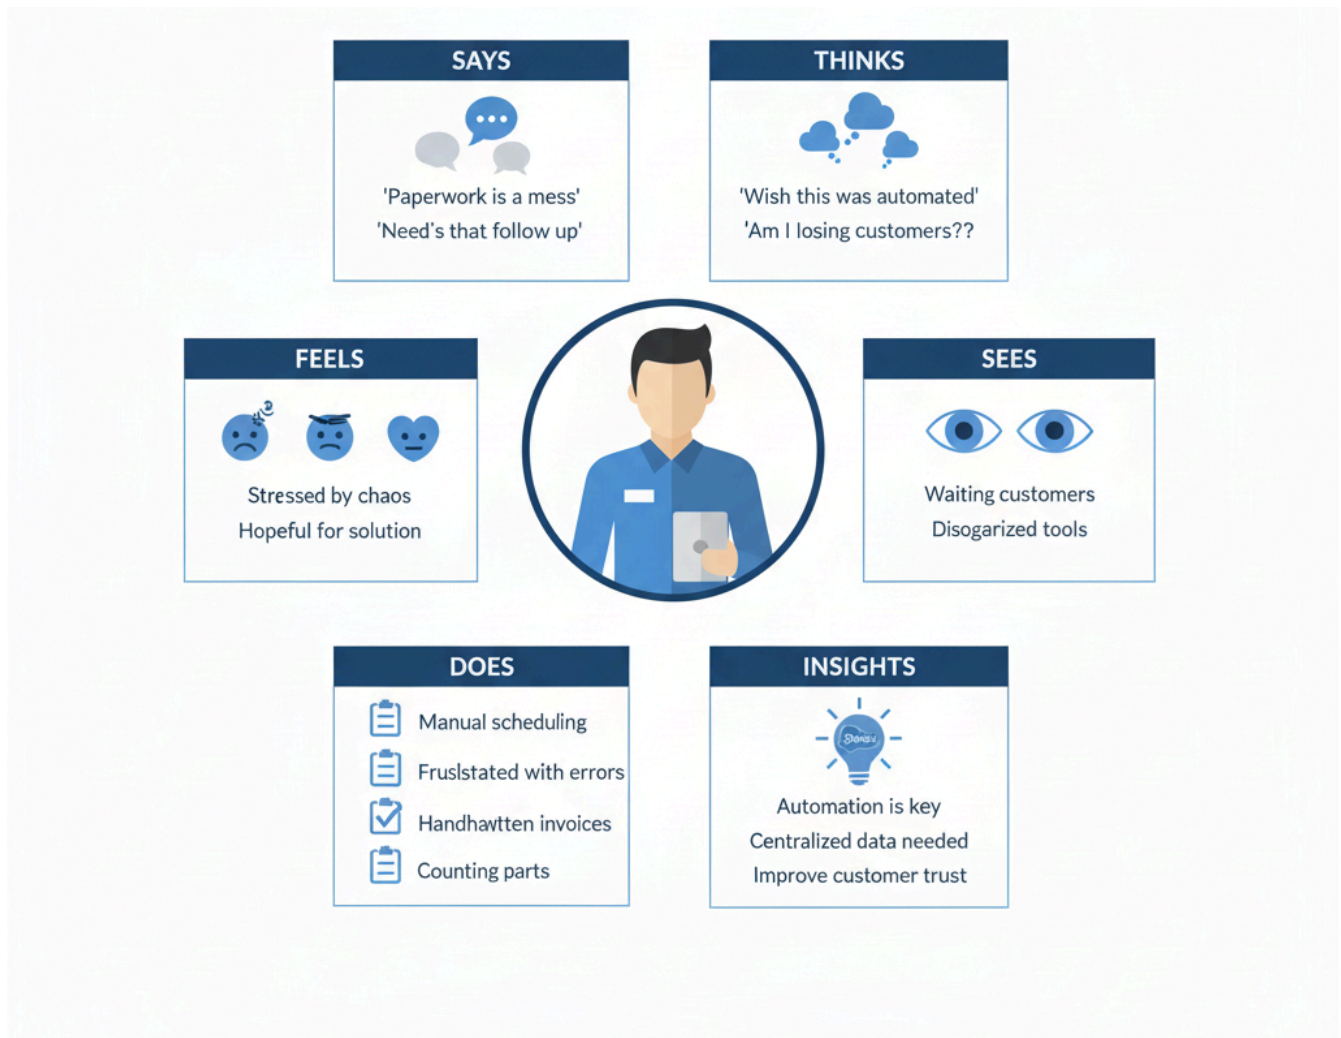 SAYS
'Paperwork is a mess'
'Need's that follow up'
THINKS
'Wish this was automated'
'Am I losing customers??
FEELS
Stressed by chaos
Hopeful for solution
SEES
Waiting customers
Disogarized tools
DOES
Manual scheduling
Fruslstated with errors
Handhawtten invoices
Counting parts
INSIGHTS
Automation is key
Centralized data needed
Improve customer trust